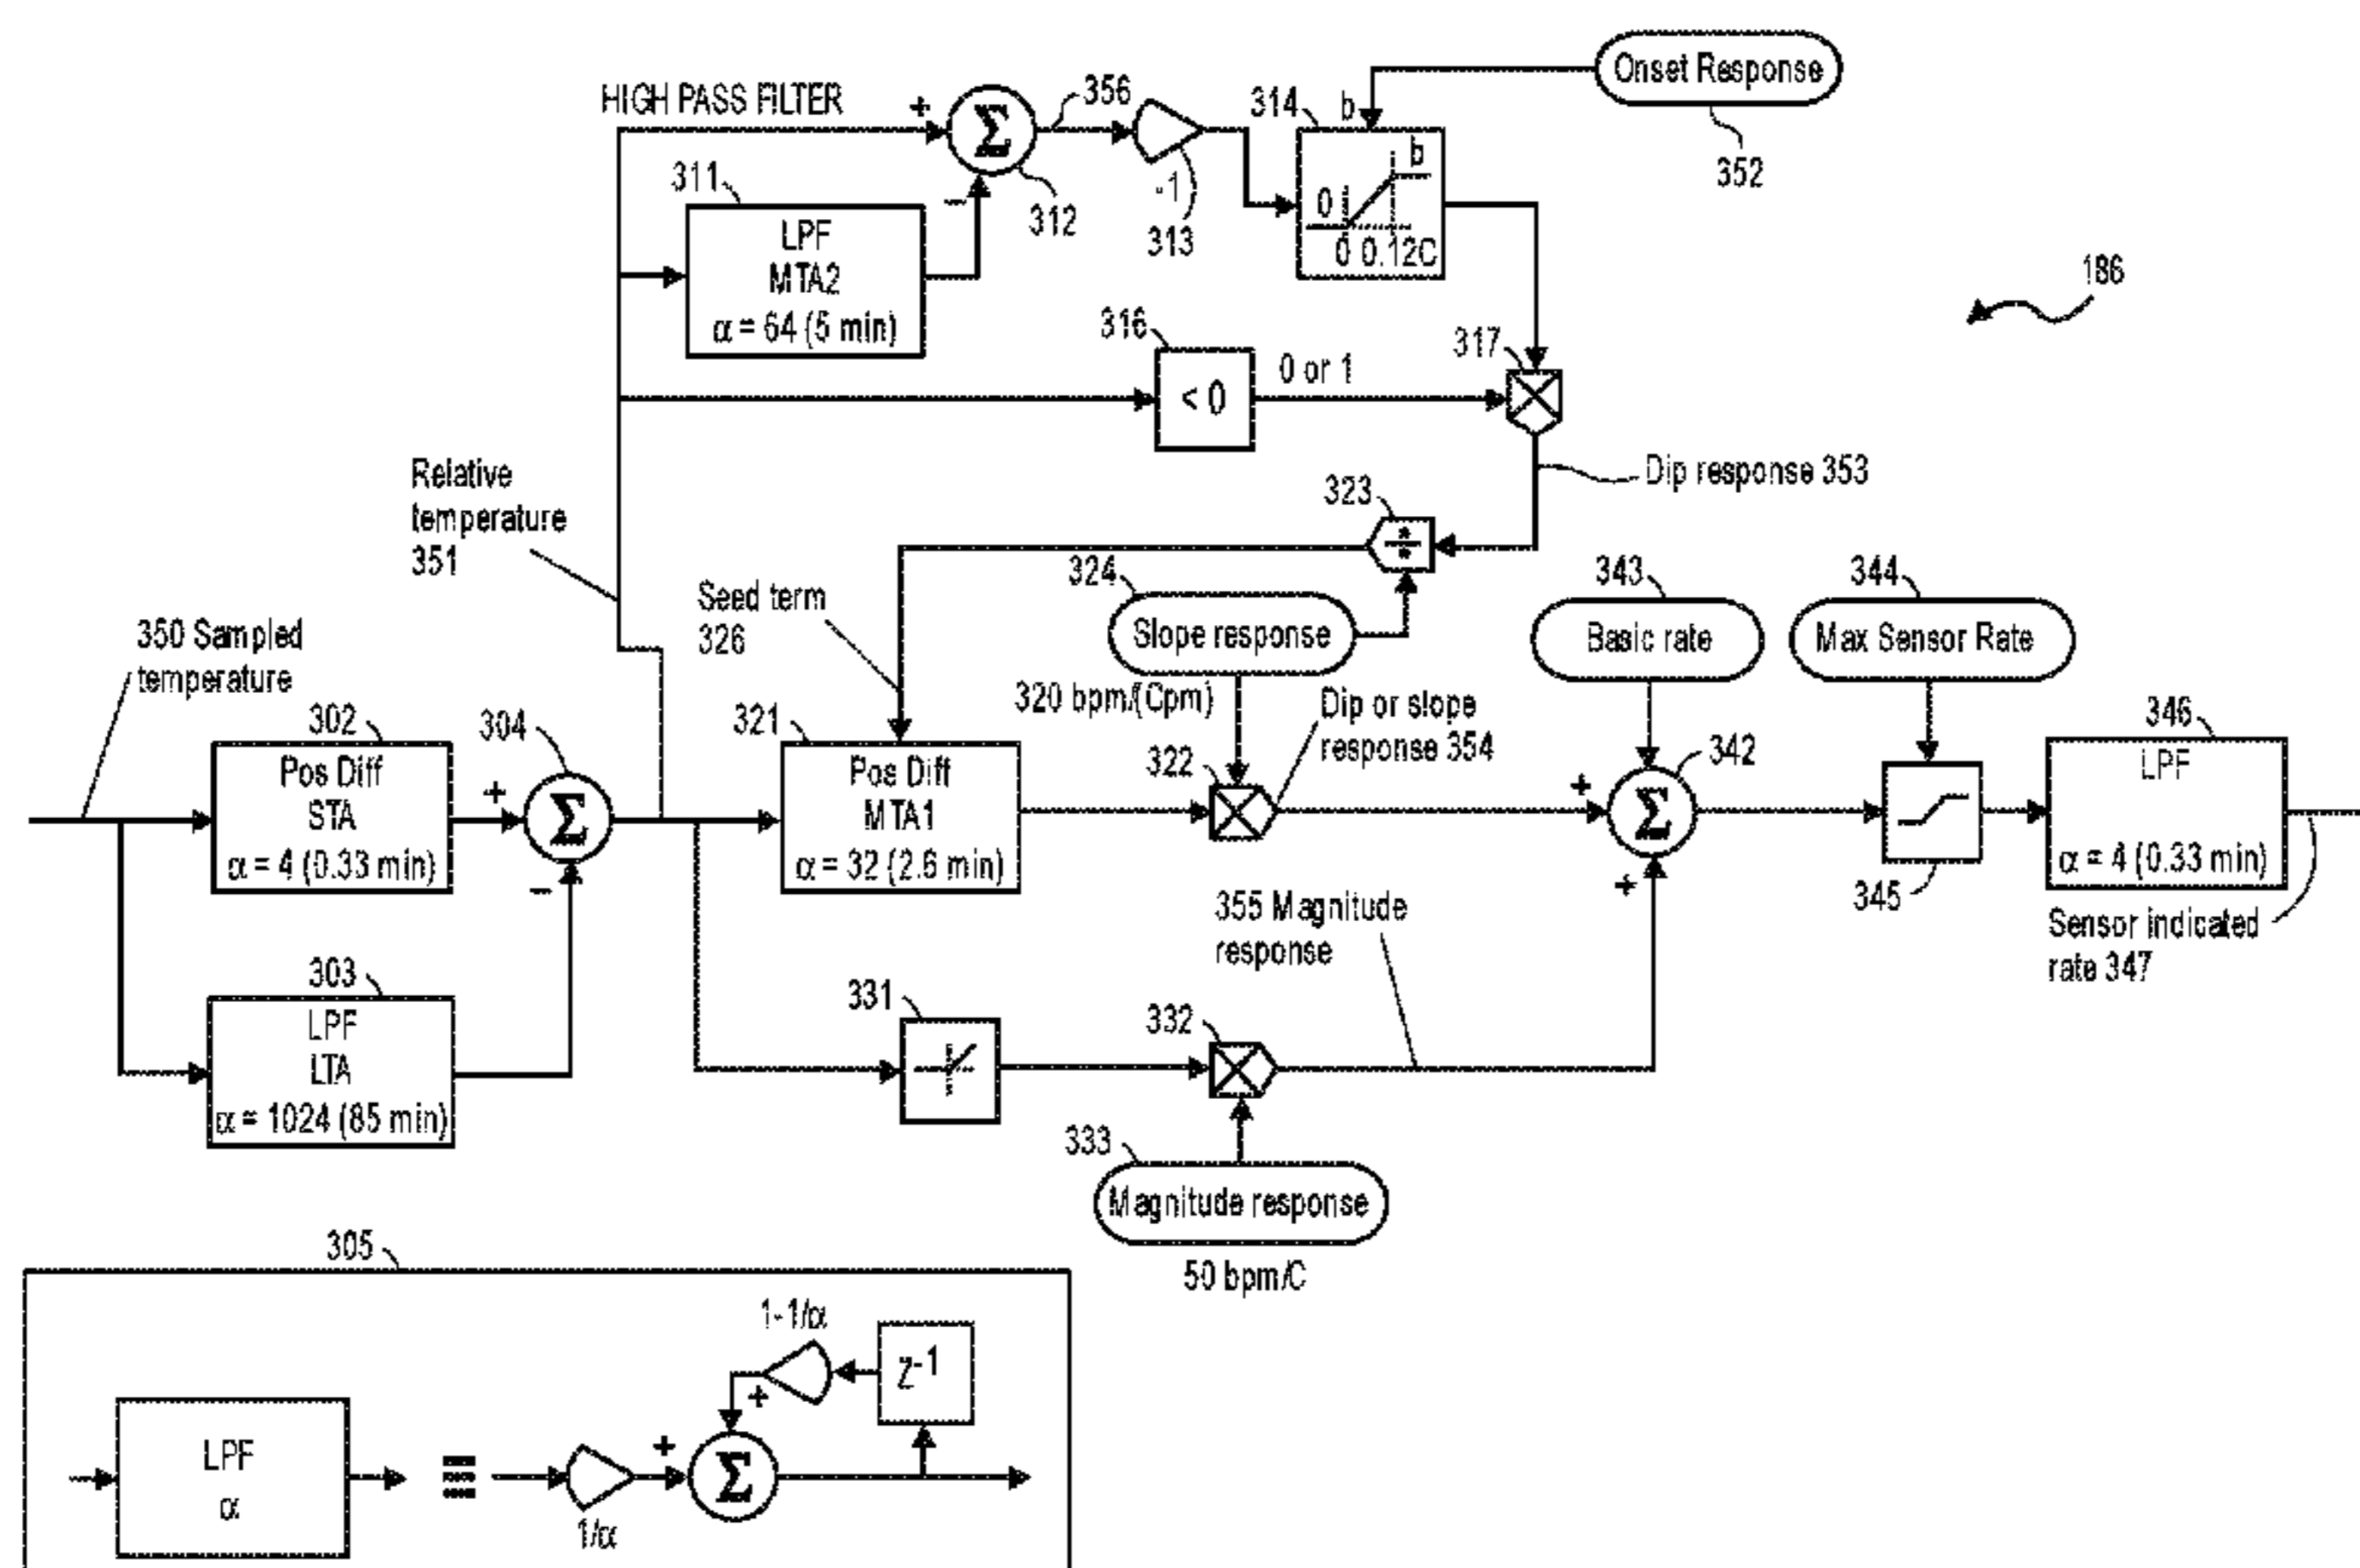 Onset Response
352
HIGH PASS FILTER
+
Σ
356
314
b
b
0
0 0.12C
-1
313
312
311
LPF
MTA2
α = 64 (5 min)
−
186
316
< 0
0 or 1
317
Relative
temperature
351
Dip response 353
323
÷
324
Slope response
320 bpm/(Cpm)
Seed term
326
343
Basic rate
344
Max Sensor Rate
350 Sampled
temperature
302
Pos Diff
STA
α = 4 (0.33 min)
304
+
Σ
−
321
Pos Diff
MTA1
α = 32 (2.6 min)
322
Dip or slope
response 354
+
Σ
342
+
345
346
LPF
α = 4 (0.33 min)
Sensor indicated
rate 347
303
LPF
LTA
α = 1024 (85 min)
331
332
355 Magnitude
response
333
Magnitude response
50 bpm/C
305
LPF
α
≡
1/α
+
Σ
+
1-1/α
z-1